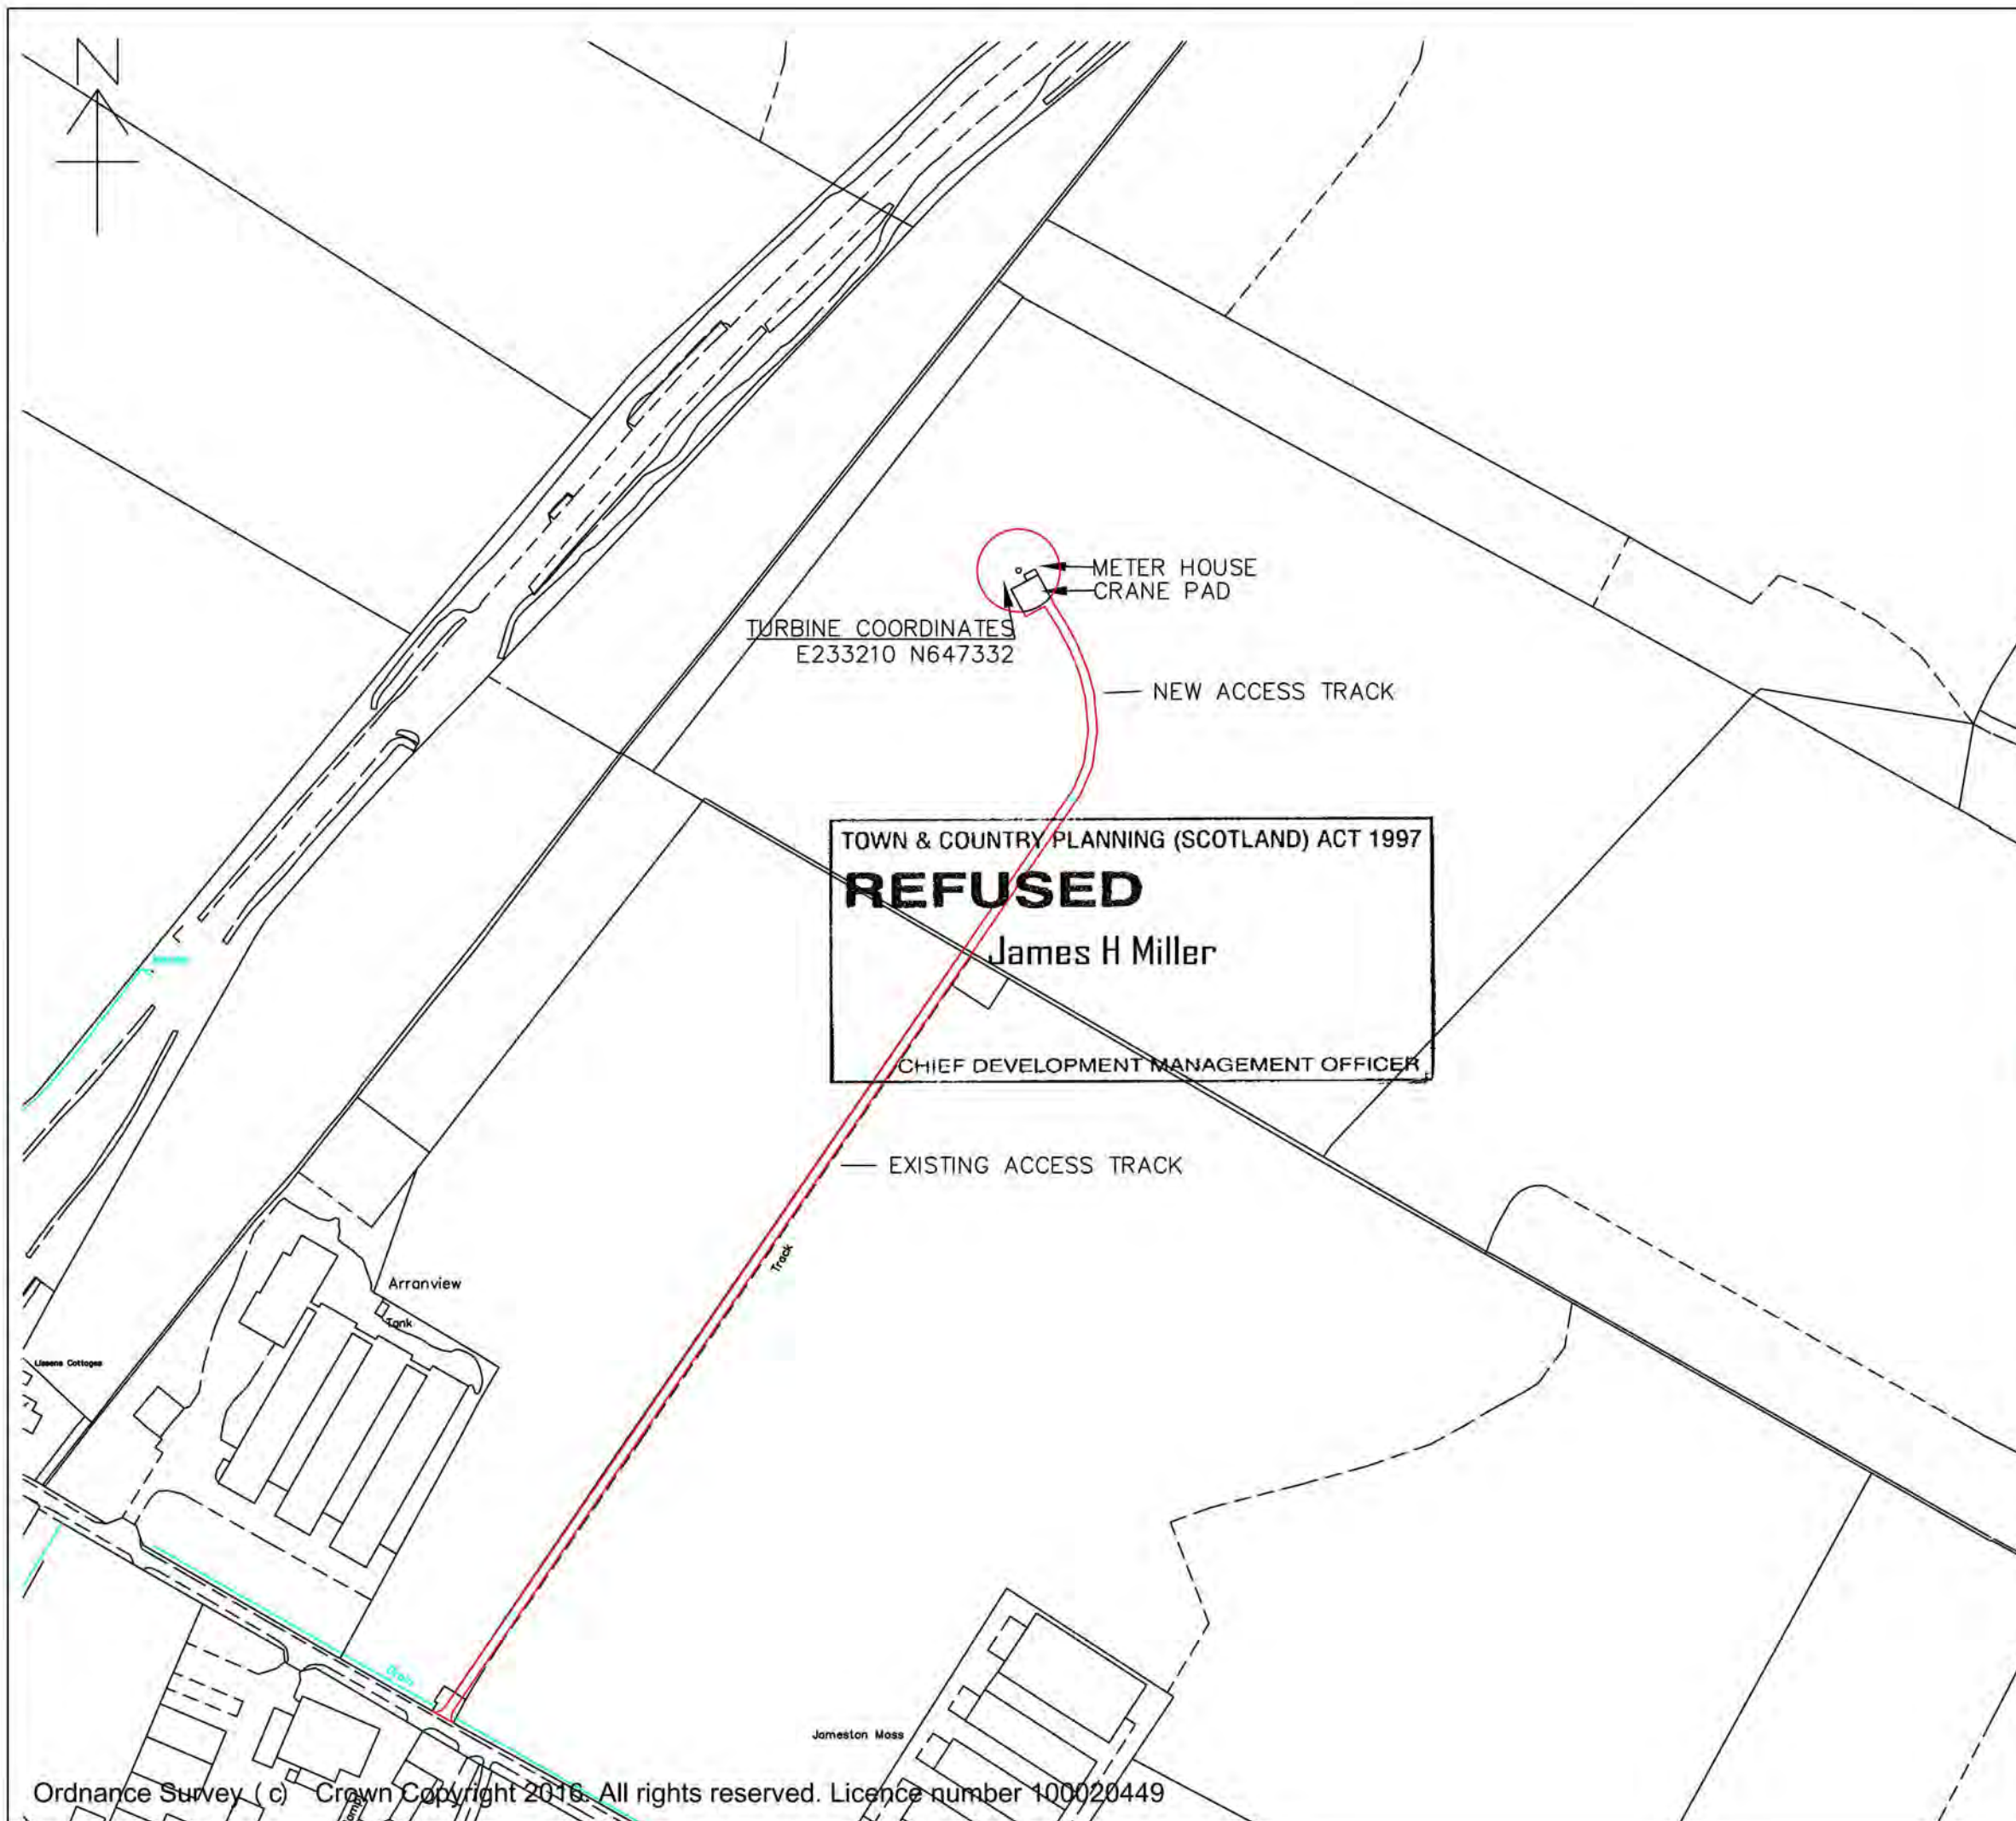 N
METER HOUSE
CRANE PAD
TURBINE COORDINATES
E233210 N647332
NEW ACCESS TRACK
TOWN & COUNTRY PLANNING (SCOTLAND) ACT 1997
REFUSED
James H Miller
CHIEF DEVELOPMENT MANAGEMENT OFFICER
EXISTING ACCESS TRACK
Track
Arranview
Tank
Lissens Cottages
Drain
Jameston Moss
Ordnance Survey (c) Crown Copyright 2016. All rights reserved. Licence number 100020449